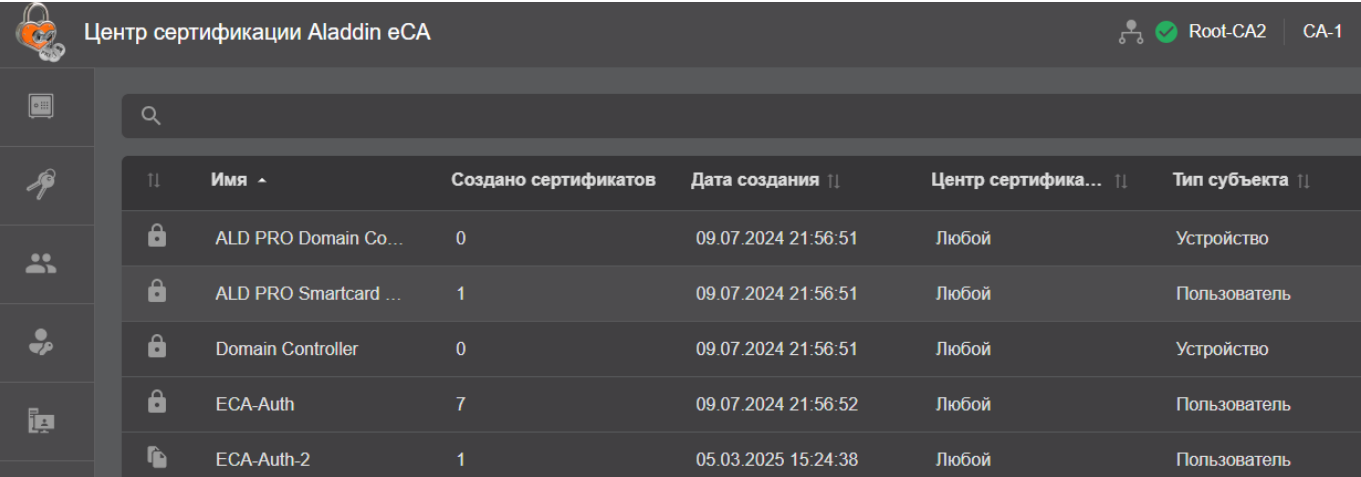 Центр сертификации Aladdin eCA Root-CA2 CA-1
Имя Создано сертификатов Дата создания Центр сертифика... Тип субъекта
ALD PRO Domain Co... 0 09.07.2024 21:56:51 Любой Устройство
ALD PRO Smartcard ... 1 09.07.2024 21:56:51 Любой Пользователь
Domain Controller 0 09.07.2024 21:56:51 Любой Устройство
ECA-Auth 7 09.07.2024 21:56:52 Любой Пользователь
ECA-Auth-2 1 05.03.2025 15:24:38 Любой Пользователь